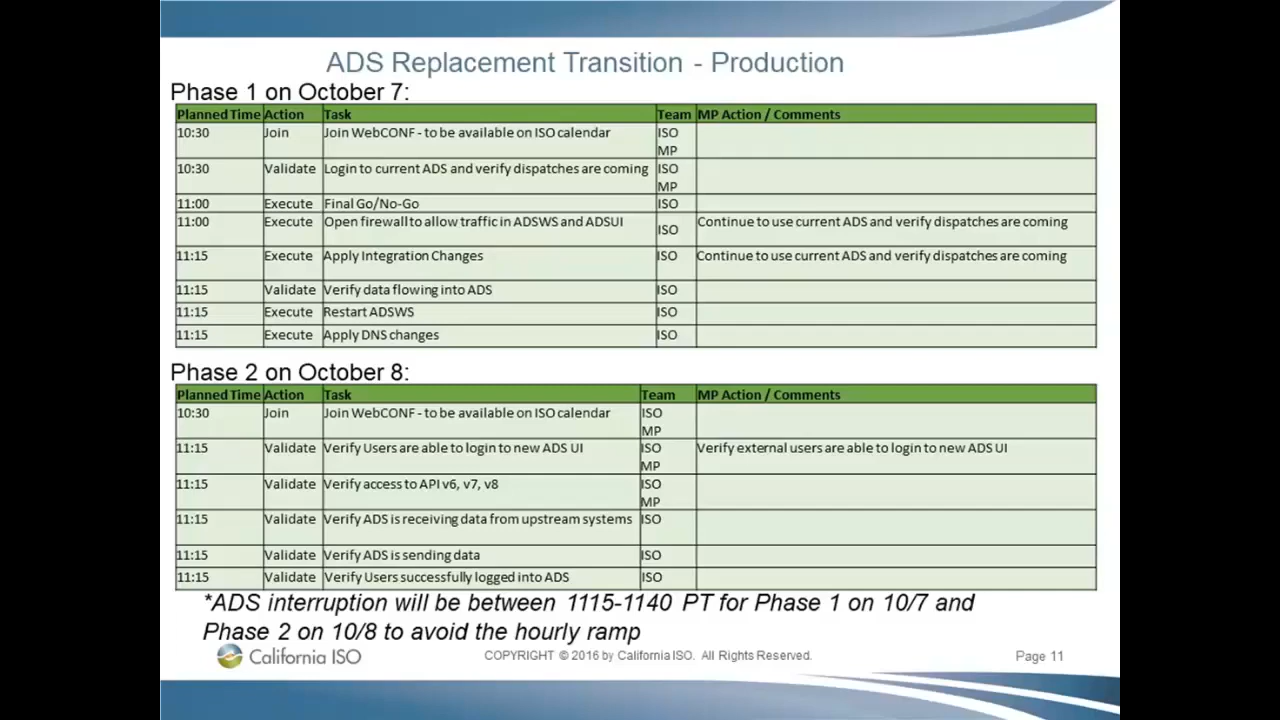 ADS Replacement Transition - Production
Phase 1 on October 7:
Planned Time Action Task Team MP Action / Comments
10:30 Join Join WebCONF - to be available on ISO calendar ISO
MP
10:30 Validate Login to current ADS and verify dispatches are coming ISO
MP
11:00 Execute Final Go/No-Go ISO
11:00 Execute Open firewall to allow traffic in ADSWS and ADSUI ISO Continue to use current ADS and verify dispatches are coming
11:15 Execute Apply Integration Changes ISO Continue to use current ADS and verify dispatches are coming
11:15 Validate Verify data flowing into ADS ISO
11:15 Execute Restart ADSWS ISO
11:15 Execute Apply DNS changes ISO
Phase 2 on October 8:
Planned Time Action Task Team MP Action / Comments
10:30 Join Join WebCONF - to be available on ISO calendar ISO
MP
11:15 Validate Verify Users are able to login to new ADS UI ISO Verify external users are able to login to new ADS UI
MP
11:15 Validate Verify access to API v6, v7, v8 ISO
MP
11:15 Validate Verify ADS is receiving data from upstream systems ISO
11:15 Validate Verify ADS is sending data ISO
11:15 Validate Verify Users successfully logged into ADS ISO
*ADS interruption will be between 1115-1140 PT for Phase 1 on 10/7 and
Phase 2 on 10/8 to avoid the hourly ramp
California ISO COPYRIGHT © 2016 by California ISO. All Rights Reserved. Page 11